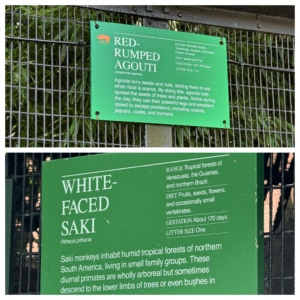 RED-
RUMPED
AGOUTI
Agoutis bury seeds and nuts, storing them to eat
when food is scarce. By doing this, agoutis help
spread the seeds of trees and plants. Active during
the day, they use their powerful legs and excellent
speed to escape predators, including ocelots,
jaguars, coatis, and humans.
WHITE-
FACED
SAKI
Pithecia pithecia
RANGE Tropical forests of
Venezuela, the Guianas,
and northern Brazil
DIET Fruits, seeds, flowers,
and occasionally small
vertebrates.
GESTATION About 170 days.
LITTER SIZE One.
Saki monkeys inhabit humid tropical forests of northern
South America, living in small family groups. These
diurnal primates are wholly arboreal but sometimes
descend to the lower limbs of trees or even bushes in